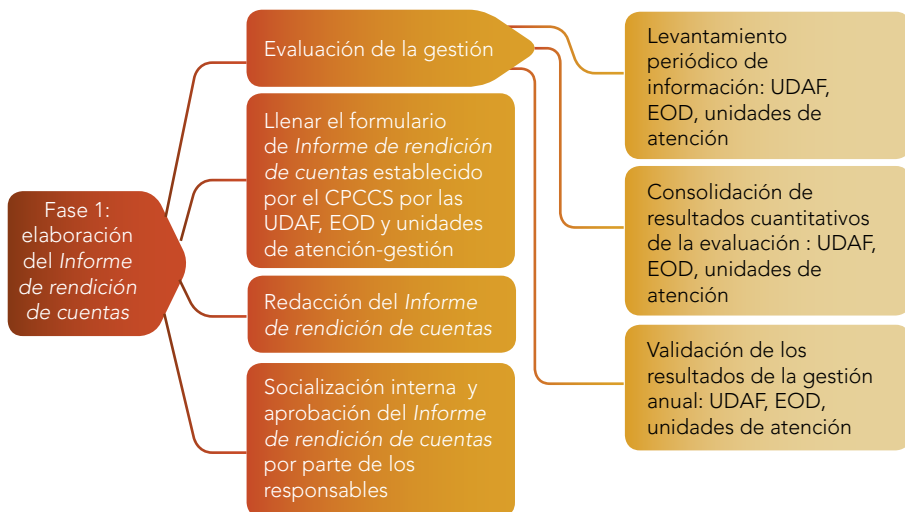 Fase 1:
elaboración
del Informe
de rendición
de cuentas
Evaluación de la gestión
Llenar el formulario
de Informe de rendición
de cuentas establecido
por el CPCCS por las
UDAF, EOD y unidades
de atención-gestión
Redacción del Informe
de rendición de cuentas
Socialización interna y
aprobación del Informe
de rendición de cuentas
por parte de los
responsables
Levantamiento
periódico de
información: UDAF,
EOD, unidades de
atención
Consolidación de
resultados cuantitativos
de la evaluación : UDAF,
EOD, unidades de
atención
Validación de los
resultados de la gestión
anual: UDAF, EOD,
unidades de atención